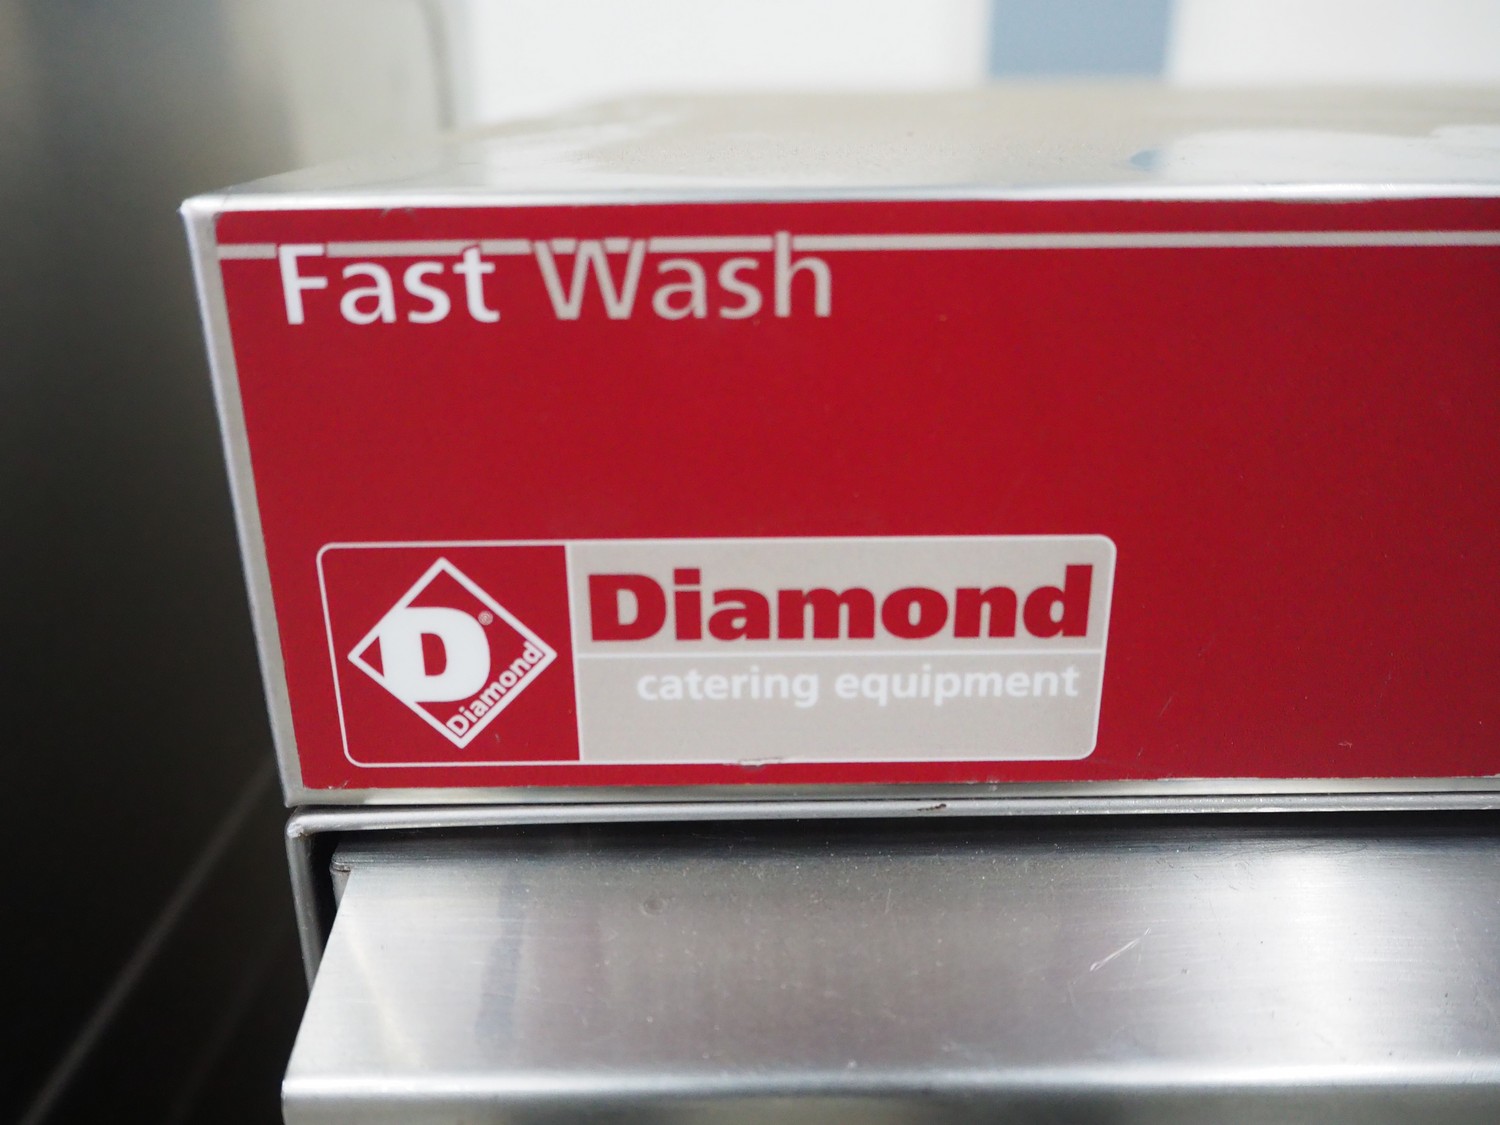 Fast Wash
D®
Diamond
Diamond
catering equipment